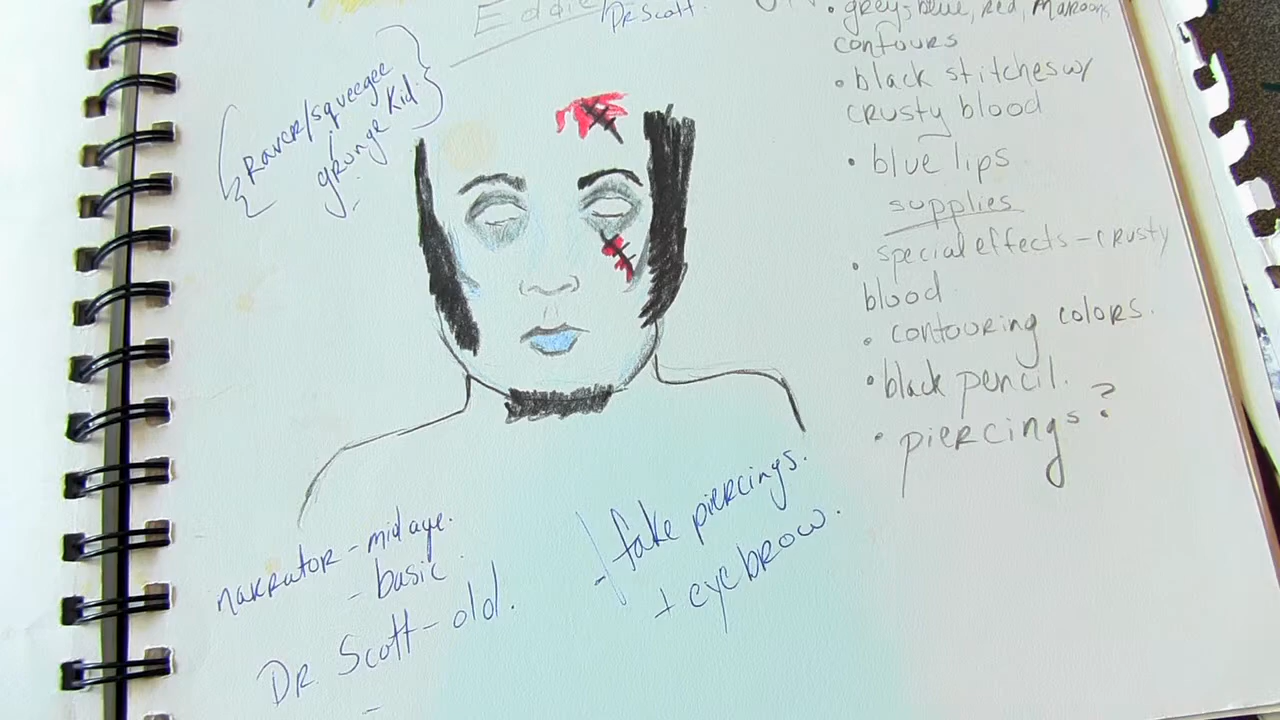 Eddie/Dr Scott.
{Raver/squeegee
grunge kid.}
• grey, blue, red, maroons
contours
• black stitches w/
crusty blood
• blue lips
supplies
• special effects - crusty
blood
• contouring colors.
• black pencil.
• piercings?
narrator - mid age.
- basic
Dr. Scott - old.
-
- fake piercings.
+ eyebrow.